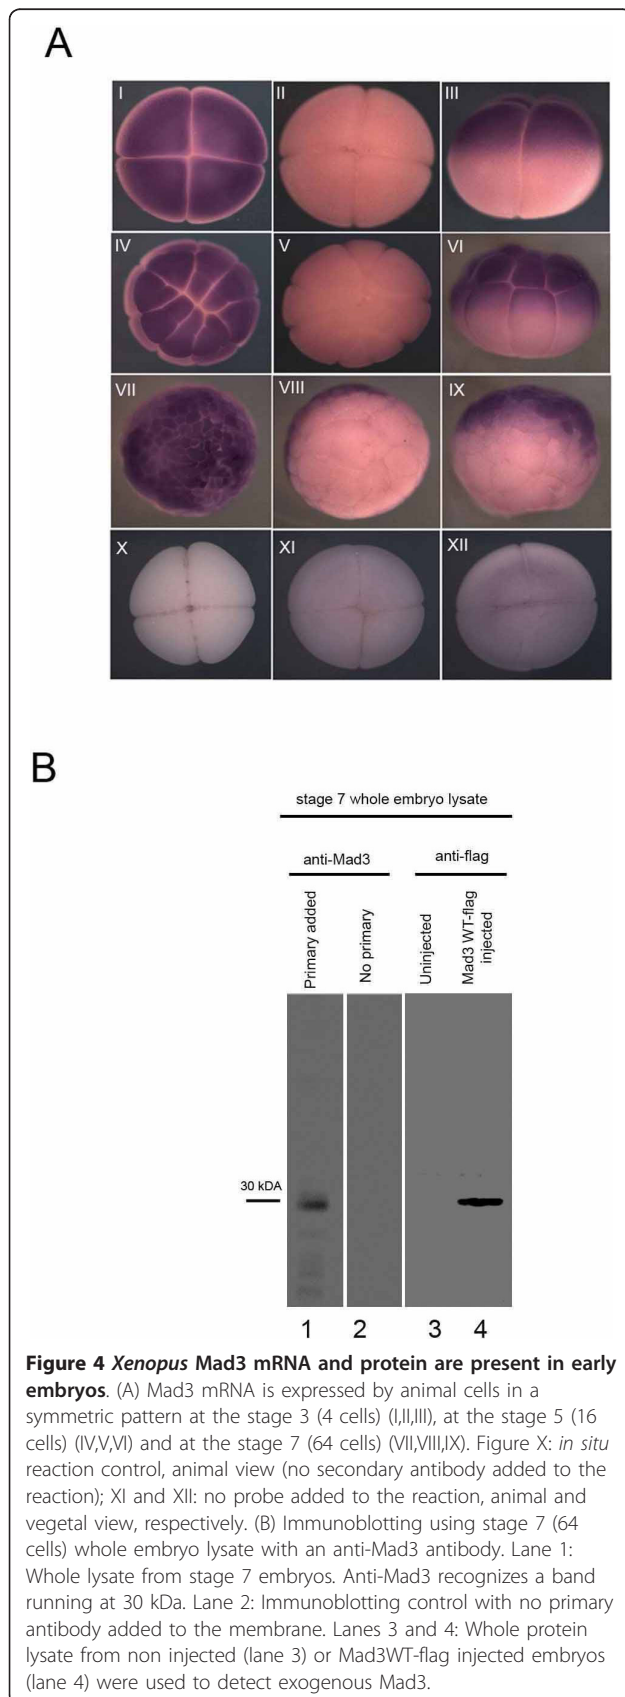 A
I
II
III
IV
V
VI
VII
VIII
IX
X
XI
XII
B
stage 7 whole embryo lysate
anti-Mad3
anti-flag
Primary added
No primary
Uninjected
Mad3 WT-flag
injected
30 kDA
1
2
3
4
Figure 4 Xenopus Mad3 mRNA and protein are present in early
embryos. (A) Mad3 mRNA is expressed by animal cells in a
symmetric pattern at the stage 3 (4 cells) (I,II,III), at the stage 5 (16
cells) (IV,V,VI) and at the stage 7 (64 cells) (VII,VIII,IX). Figure X: in situ
reaction control, animal view (no secondary antibody added to the
reaction); XI and XII: no probe added to the reaction, animal and
vegetal view, respectively. (B) Immunoblotting using stage 7 (64
cells) whole embryo lysate with an anti-Mad3 antibody. Lane 1:
Whole lysate from stage 7 embryos. Anti-Mad3 recognizes a band
running at 30 kDa. Lane 2: Immunoblotting control with no primary
antibody added to the membrane. Lanes 3 and 4: Whole protein
lysate from non injected (lane 3) or Mad3WT-flag injected embryos
(lane 4) were used to detect exogenous Mad3.